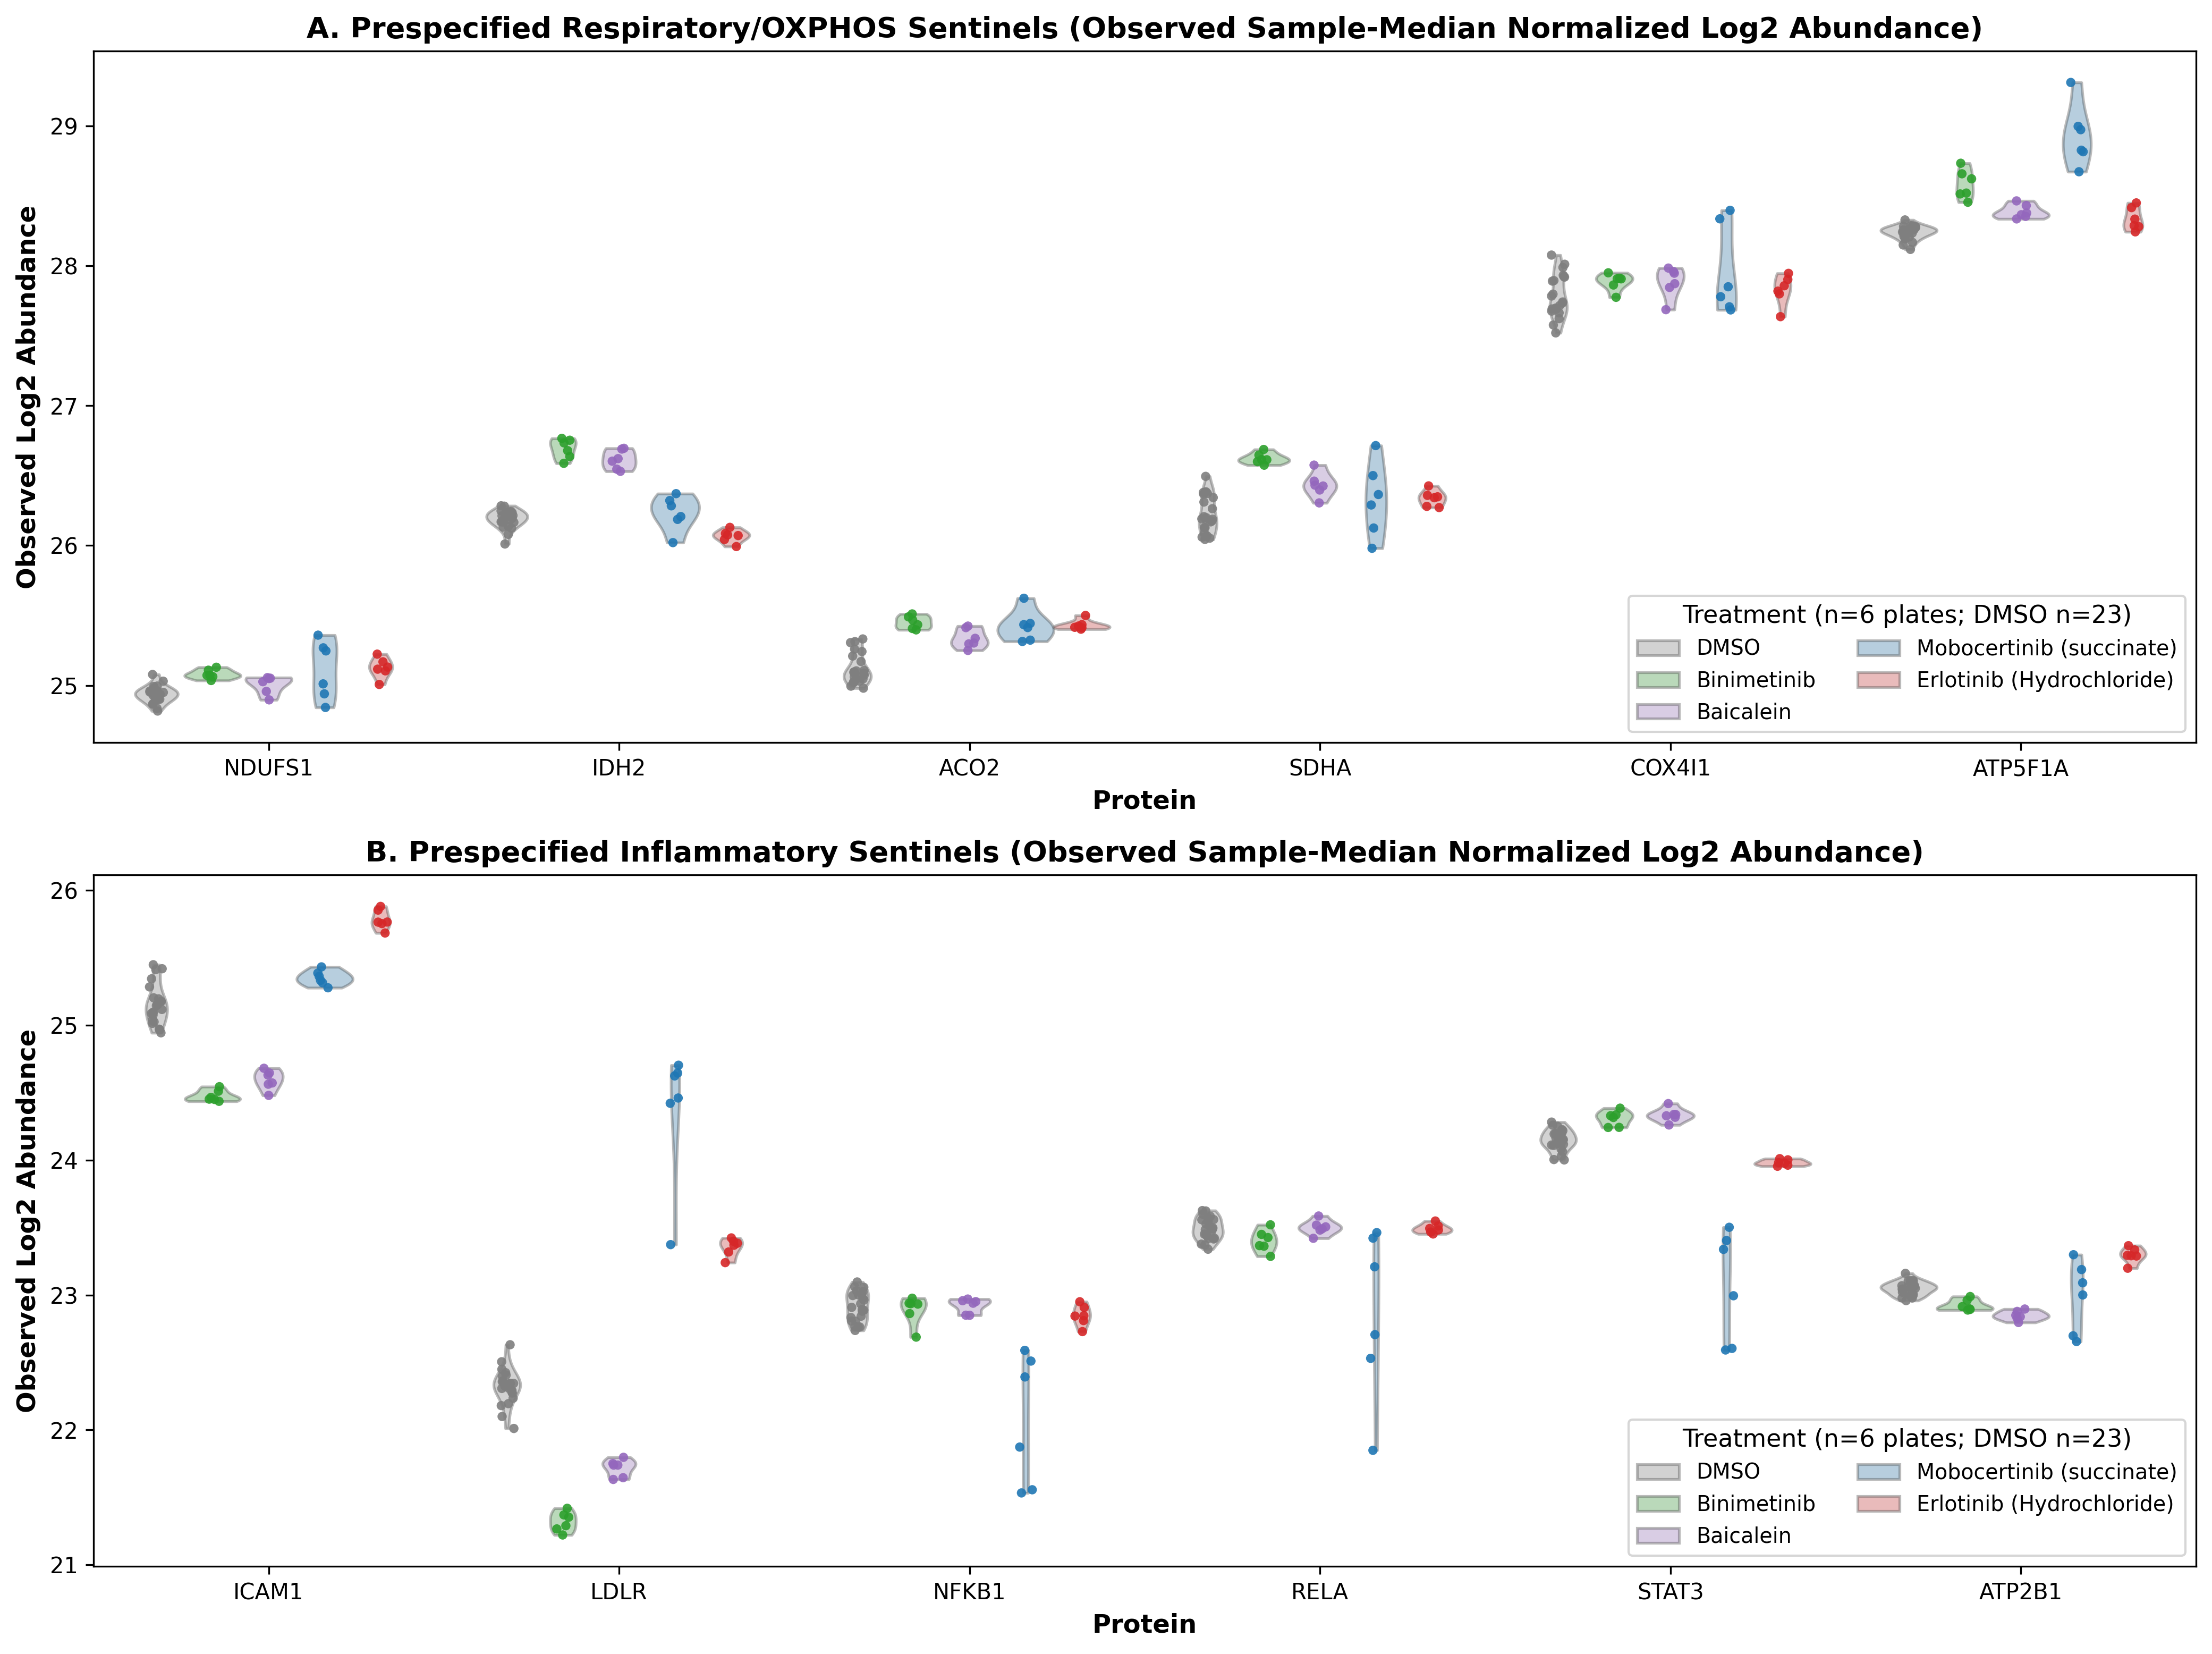 A. Prespecified Respiratory/OXPHOS Sentinels (Observed Sample-Median Normalized Log2 Abundance)
Observed Log2 Abundance
29
28
27
26
25
NDUFS1 IDH2 ACO2 SDHA COX4I1 ATP5F1A
Protein
Treatment (n=6 plates; DMSO n=23)
DMSO Mobocertinib (succinate)
Binimetinib Erlotinib (Hydrochloride)
Baicalein
B. Prespecified Inflammatory Sentinels (Observed Sample-Median Normalized Log2 Abundance)
Observed Log2 Abundance
26
25
24
23
22
21
ICAM1 LDLR NFKB1 RELA STAT3 ATP2B1
Protein
Treatment (n=6 plates; DMSO n=23)
DMSO Mobocertinib (succinate)
Binimetinib Erlotinib (Hydrochloride)
Baicalein